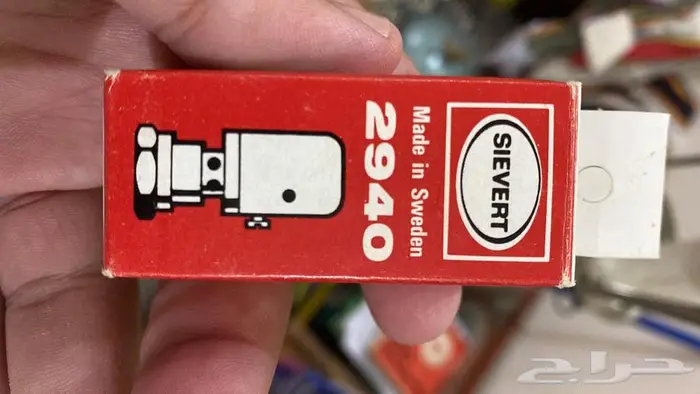 SIEVERT
Made in Sweden
2940
حراج